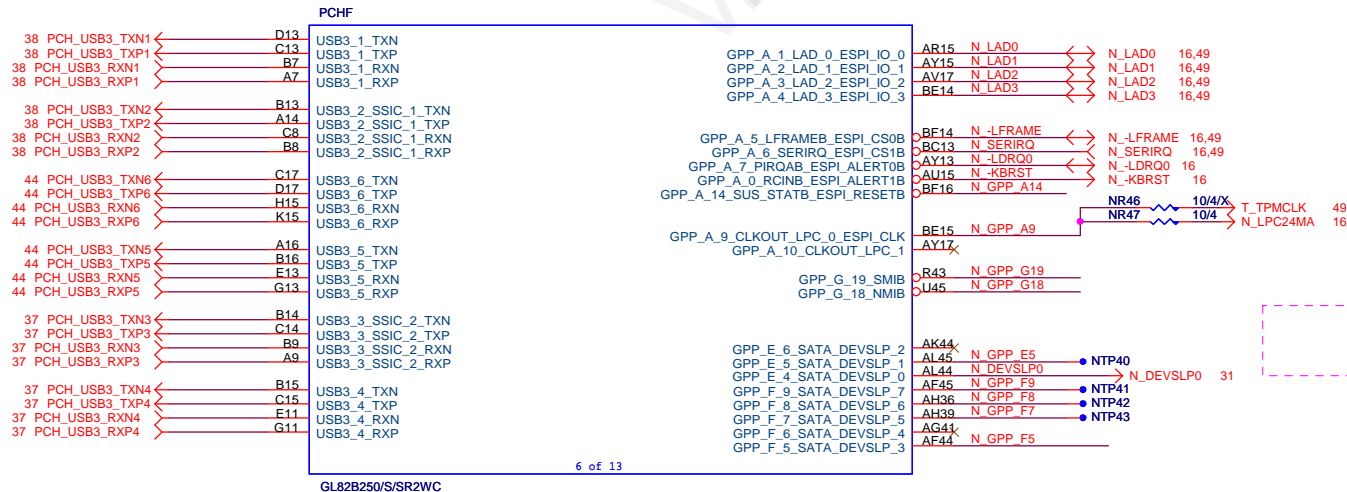 PCHF
38 PCH_USB3_TXN1 D13 USB3_1_TXN
38 PCH_USB3_TXP1 C13 USB3_1_TXP
38 PCH_USB3_RXN1 B7 USB3_1_RXN
38 PCH_USB3_RXP1 A7 USB3_1_RXP
38 PCH_USB3_TXN2 B13 USB3_2_SSIC_1_TXN
38 PCH_USB3_TXP2 A14 USB3_2_SSIC_1_TXP
38 PCH_USB3_RXN2 C8 USB3_2_SSIC_1_RXN
38 PCH_USB3_RXP2 B8 USB3_2_SSIC_1_RXP
44 PCH_USB3_TXN6 C17 USB3_6_TXN
44 PCH_USB3_TXP6 D17 USB3_6_TXP
44 PCH_USB3_RXN6 H15 USB3_6_RXN
44 PCH_USB3_RXP6 K15 USB3_6_RXP
44 PCH_USB3_TXN5 A16 USB3_5_TXN
44 PCH_USB3_TXP5 B16 USB3_5_TXP
44 PCH_USB3_RXN5 E13 USB3_5_RXN
44 PCH_USB3_RXP5 G13 USB3_5_RXP
37 PCH_USB3_TXN3 B14 USB3_3_SSIC_2_TXN
37 PCH_USB3_TXP3 C14 USB3_3_SSIC_2_TXP
37 PCH_USB3_RXN3 B9 USB3_3_SSIC_2_RXN
37 PCH_USB3_RXP3 A9 USB3_3_SSIC_2_RXP
37 PCH_USB3_TXN4 B15 USB3_4_TXN
37 PCH_USB3_TXP4 C15 USB3_4_TXP
37 PCH_USB3_RXN4 E11 USB3_4_RXN
37 PCH_USB3_RXP4 G11 USB3_4_RXP
GPP_A_1_LAD_0_ESPI_IO_0 AR15 N_LAD0 N_LAD0 16,49
GPP_A_2_LAD_1_ESPI_IO_1 AY15 N_LAD1 N_LAD1 16,49
GPP_A_3_LAD_2_ESPI_IO_2 AV17 N_LAD2 N_LAD2 16,49
GPP_A_4_LAD_3_ESPI_IO_3 BE14 N_LAD3 N_LAD3 16,49
GPP_A_5_LFRAMEB_ESPI_CS0B BF14 N_-LFRAME N_-LFRAME 16,49
GPP_A_6_SERIRQ_ESPI_CS1B BC13 N_SERIRQ N_SERIRQ 16,49
GPP_A_7_PIRQAB_ESPI_ALERT0B AY13 N_-LDRQ0 N_-LDRQ0 16
GPP_A_0_RCINB_ESPI_ALERT1B AU15 N_-KBRST N_-KBRST 16
GPP_A_14_SUS_STATB_ESPI_RESETB BF16 N_GPP_A14
NR46 10/4/X T_TPMCLK 49
NR47 10/4 N_LPC24MA 16
GPP_A_9_CLKOUT_LPC_0_ESPI_CLK BE15 N_GPP_A9
GPP_A_10_CLKOUT_LPC_1 AY17
GPP_G_19_SMIB R43 N_GPP_G19
GPP_G_18_NMIB U45 N_GPP_G18
GPP_E_6_SATA_DEVSLP_2 AK44
GPP_E_5_SATA_DEVSLP_1 AL45 N_GPP_E5 NTP40
GPP_E_4_SATA_DEVSLP_0 AL44 N_DEVSLP0 N_DEVSLP0 31
GPP_F_9_SATA_DEVSLP_7 AF45 N_GPP_F9 NTP41
GPP_F_8_SATA_DEVSLP_6 AH36 N_GPP_F8 NTP42
GPP_F_7_SATA_DEVSLP_5 AH39 N_GPP_F7 NTP43
GPP_F_6_SATA_DEVSLP_4 AG41
GPP_F_5_SATA_DEVSLP_3 AF44 N_GPP_F5
6 of 13
GL82B250/S/SR2WC